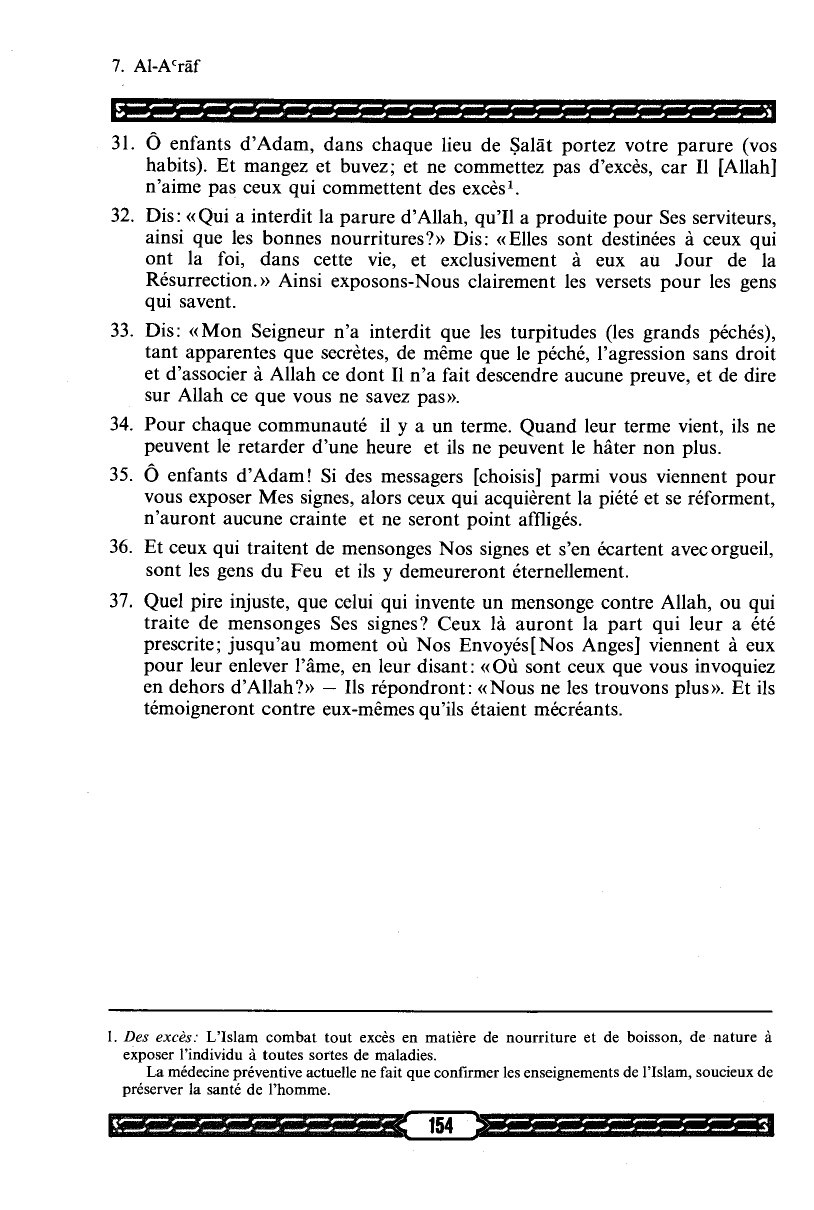 7. Al-Aʿrāf
31. Ô enfants d’Adam, dans chaque lieu de Ṣalāt portez votre parure (vos
habits). Et mangez et buvez; et ne commettez pas d’excès, car Il [Allah]
n’aime pas ceux qui commettent des excès¹.
32. Dis: «Qui a interdit la parure d’Allah, qu’Il a produite pour Ses serviteurs,
ainsi que les bonnes nourritures?» Dis: «Elles sont destinées à ceux qui
ont la foi, dans cette vie, et exclusivement à eux au Jour de la
Résurrection.» Ainsi exposons-Nous clairement les versets pour les gens
qui savent.
33. Dis: «Mon Seigneur n’a interdit que les turpitudes (les grands péchés),
tant apparentes que secrètes, de même que le péché, l’agression sans droit
et d’associer à Allah ce dont Il n’a fait descendre aucune preuve, et de dire
sur Allah ce que vous ne savez pas».
34. Pour chaque communauté il y a un terme. Quand leur terme vient, ils ne
peuvent le retarder d’une heure et ils ne peuvent le hâter non plus.
35. Ô enfants d’Adam! Si des messagers [choisis] parmi vous viennent pour
vous exposer Mes signes, alors ceux qui acquièrent la piété et se réforment,
n’auront aucune crainte et ne seront point affligés.
36. Et ceux qui traitent de mensonges Nos signes et s’en écartent avec orgueil,
sont les gens du Feu et ils y demeureront éternellement.
37. Quel pire injuste, que celui qui invente un mensonge contre Allah, ou qui
traite de mensonges Ses signes? Ceux là auront la part qui leur a été
prescrite; jusqu’au moment où Nos Envoyés[Nos Anges] viennent à eux
pour leur enlever l’âme, en leur disant: «Où sont ceux que vous invoquiez
en dehors d’Allah?» — Ils répondront: «Nous ne les trouvons plus». Et ils
témoigneront contre eux-mêmes qu’ils étaient mécréants.
1. Des excès: L’Islam combat tout excès en matière de nourriture et de boisson, de nature à
exposer l’individu à toutes sortes de maladies.
La médecine préventive actuelle ne fait que confirmer les enseignements de l’Islam, soucieux de
préserver la santé de l’homme.
154